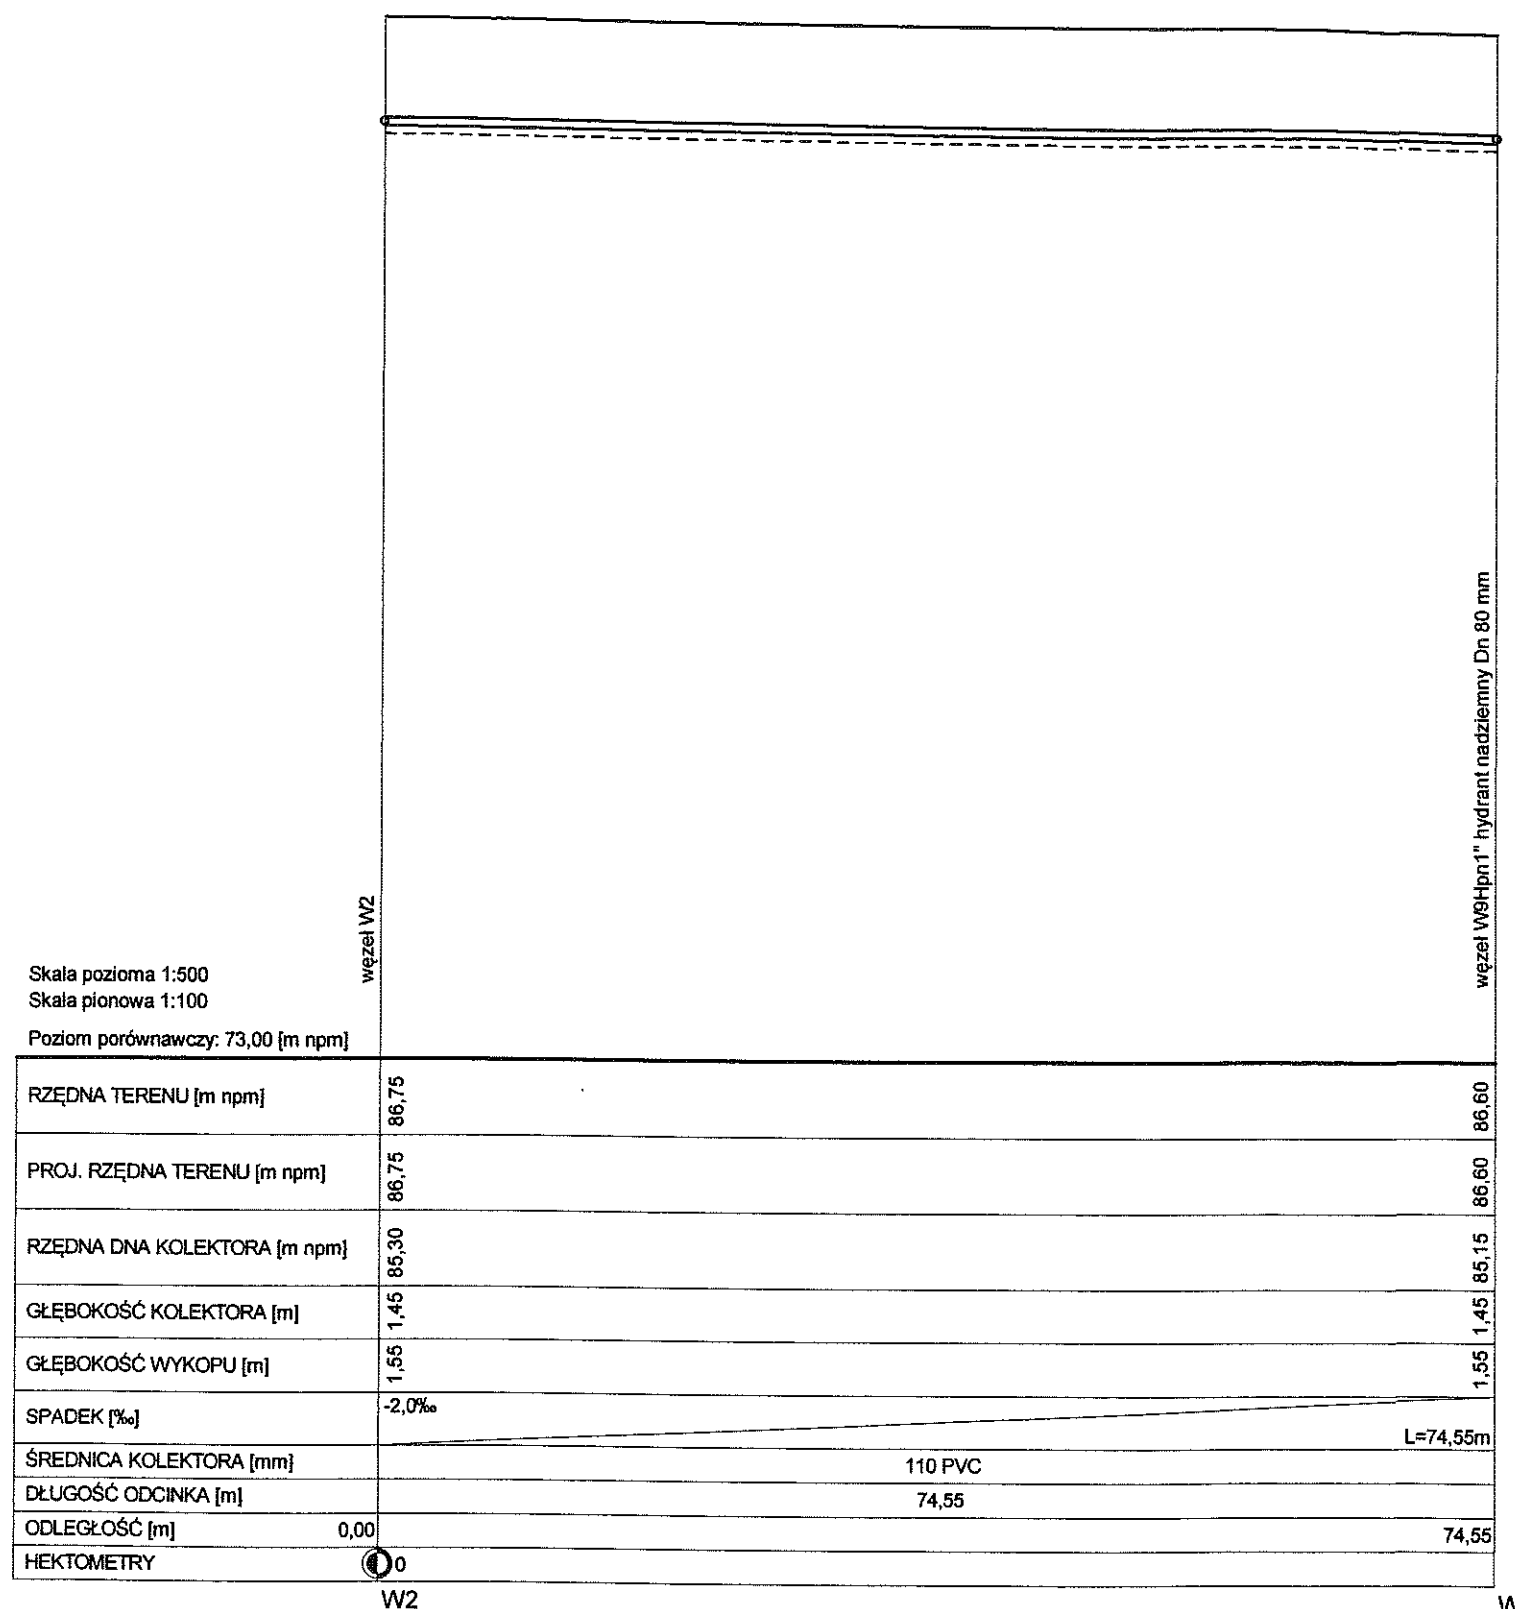 węzeł W2
węzeł W9Hpn1" hydrant nadziemny Dn 80 mm
Skala pozioma 1:500
Skala pionowa 1:100
Poziom porównawczy: 73,00 [m npm]
RZĘDNA TERENU [m npm] 86,75 86,60
PROJ. RZĘDNA TERENU [m npm] 86,75 86,60
RZĘDNA DNA KOLEKTORA [m npm] 85,30 85,15
GŁĘBOKOŚĆ KOLEKTORA [m] 1,45 1,45
GŁĘBOKOŚĆ WYKOPU [m] 1,55 1,55
SPADEK [‰] -2,0‰ L=74,55m
ŚREDNICA KOLEKTORA [mm] 110 PVC
DŁUGOŚĆ ODCINKA [m] 74,55
ODLEGŁOŚĆ [m] 0,00 74,55
HEKTOMETRY 0
W2